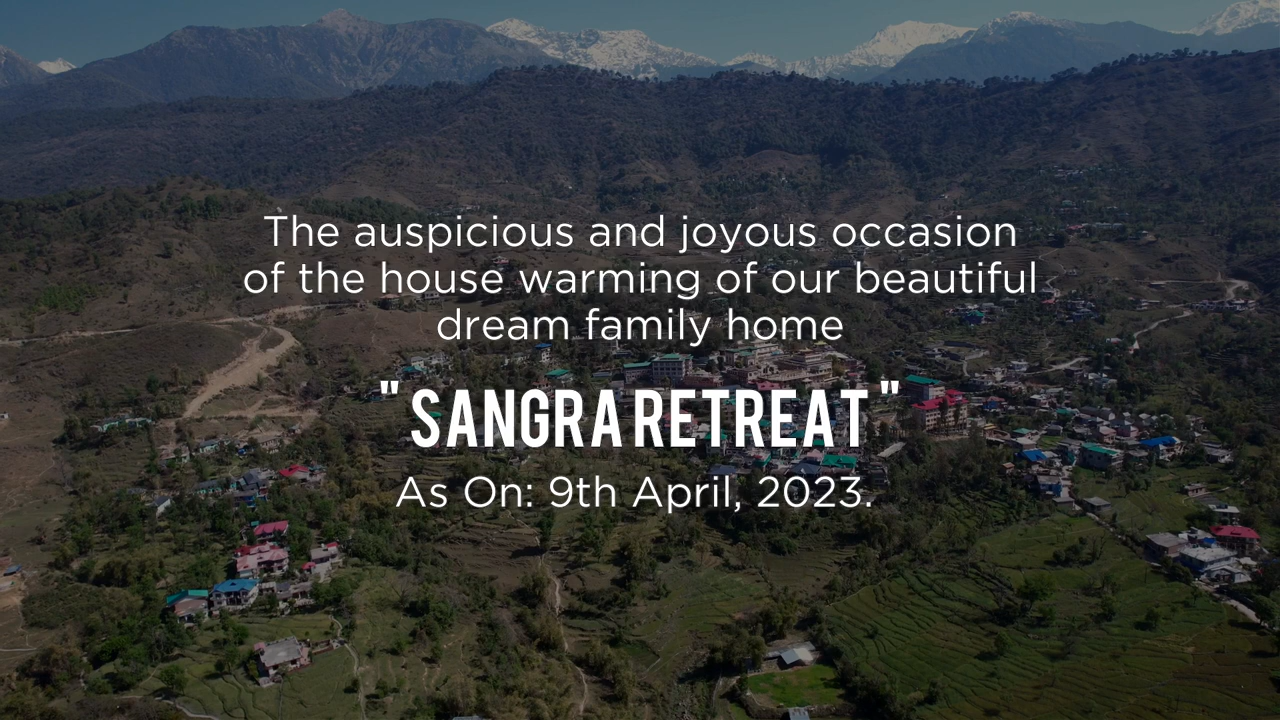 The auspicious and joyous occasion
of the house warming of our beautiful
dream family home
" SANGRA RETREAT "
As On: 9th April, 2023.